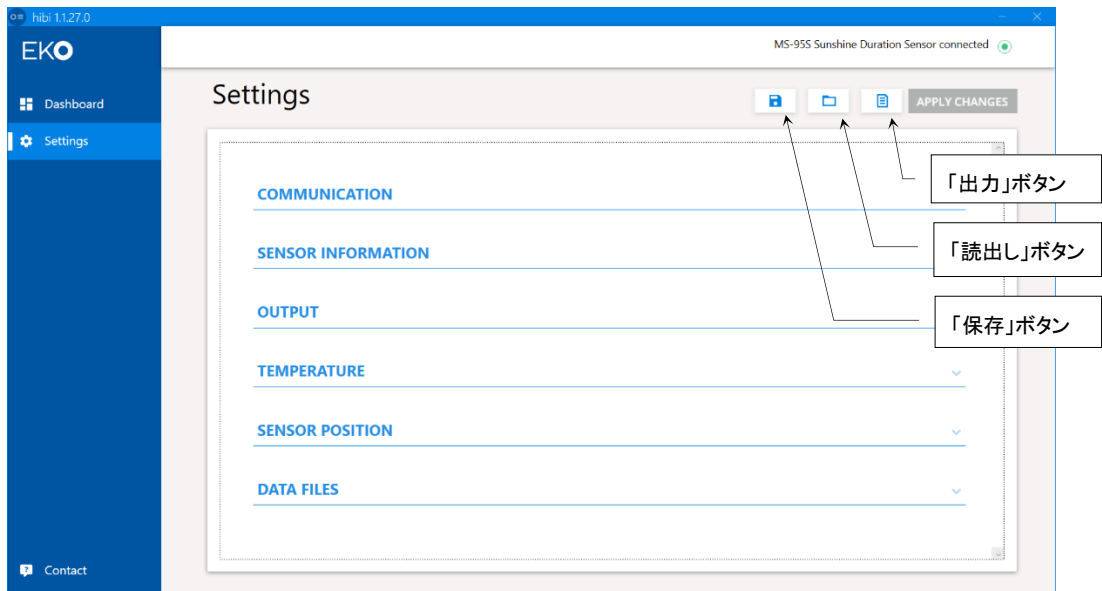 hibi 1.1.27.0
EKO
MS-95S Sunshine Duration Sensor connected
Dashboard
Settings
Settings
APPLY CHANGES
「出力」ボタン
COMMUNICATION
「読出し」ボタン
SENSOR INFORMATION
「保存」ボタン
OUTPUT
TEMPERATURE
SENSOR POSITION
DATA FILES
Contact